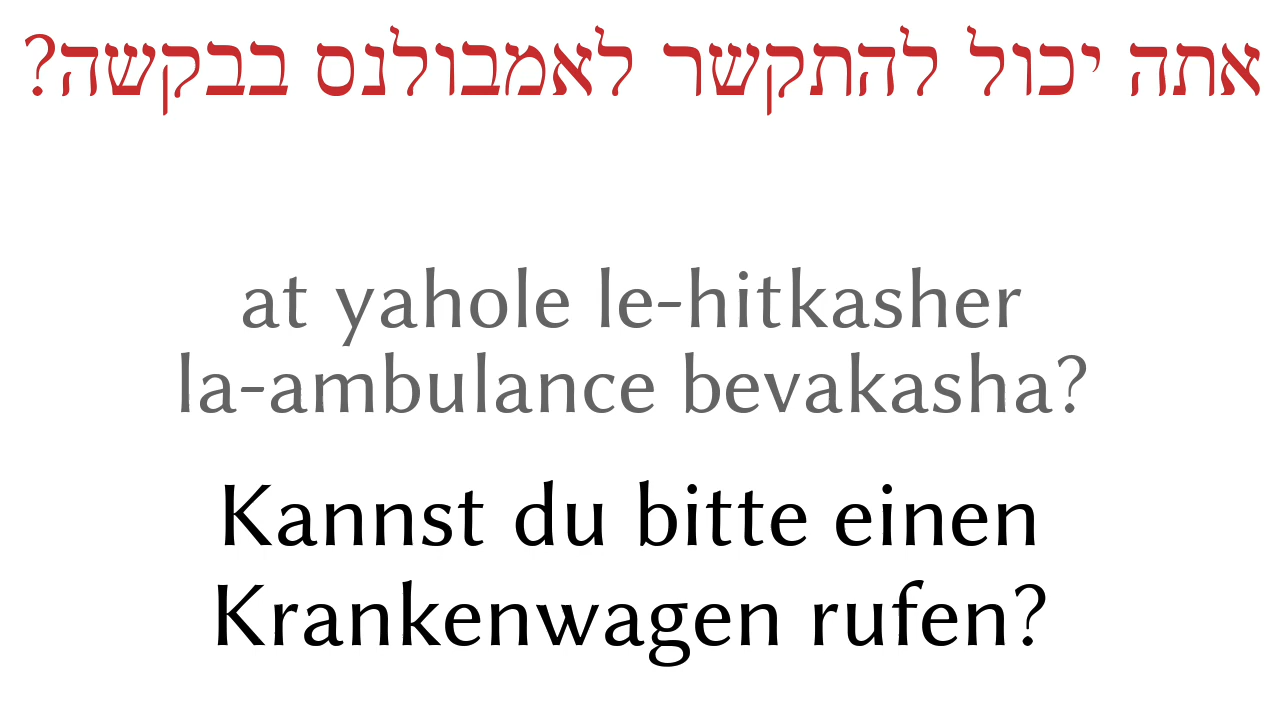 אתה יכול להתקשר לאמבולנס בבקשה?
at yahole le-hitkasher
la-ambulance bevakasha?
Kannst du bitte einen
Krankenwagen rufen?